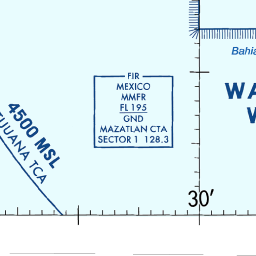 Bahia
FIR
MEXICO
MMFR
FL 195
GND
MAZATLAN CTA
SECTOR 1 128.3
WA
W
4500 MSL
TIJUANA TCA
30'